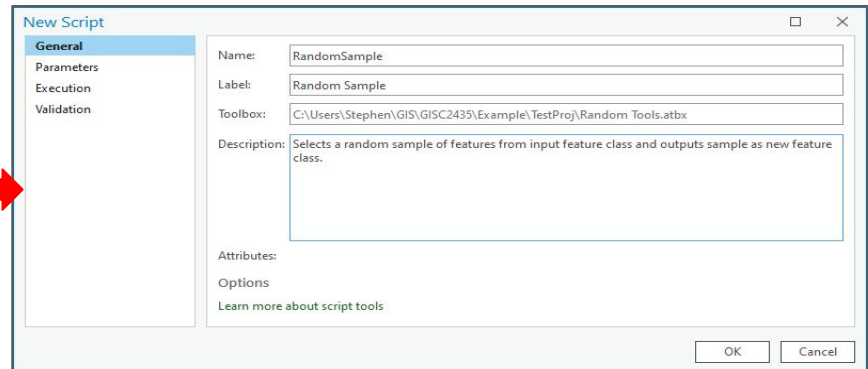 New Script
General
Parameters
Execution
Validation
Name: RandomSample
Label: Random Sample
Toolbox: C:\Users\Stephen\GIS\GISC2435\Example\TestProj\Random Tools.atbx
Description: Selects a random sample of features from input feature class and outputs sample as new feature
class.
Attributes:
Options
Learn more about script tools
OK Cancel